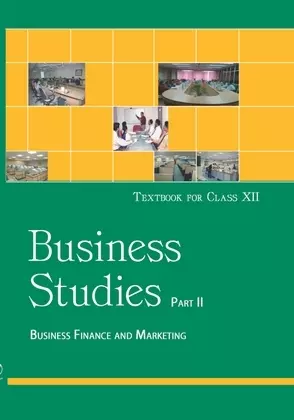 Textbook for Class XII
Business
Studies Part II
Business Finance and Marketing